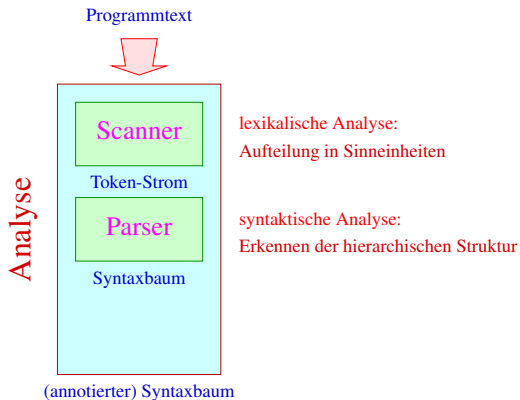 Programmtext
Analyse
Scanner
lexikalische Analyse:
Aufteilung in Sinneinheiten
Token-Strom
Parser
syntaktische Analyse:
Erkennen der hierarchischen Struktur
Syntaxbaum
(annotierter) Syntaxbaum